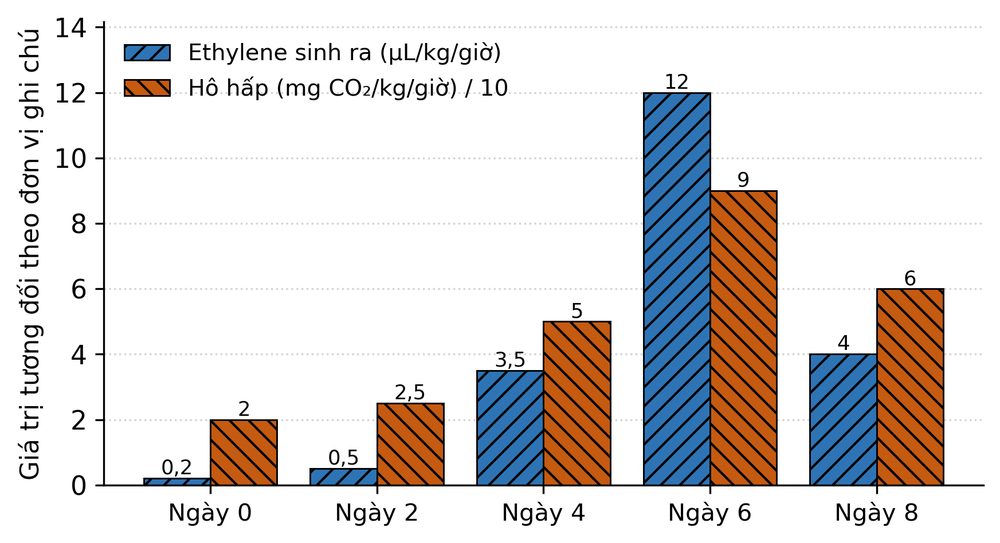 Giá trị tương đối theo đơn vị ghi chú
14
12
10
8
6
4
2
0
Ethylene sinh ra (µL/kg/giờ)
Hô hấp (mg CO₂/kg/giờ) / 10
0,2
2
0,5
2,5
3,5
5
12
9
4
6
Ngày 0
Ngày 2
Ngày 4
Ngày 6
Ngày 8